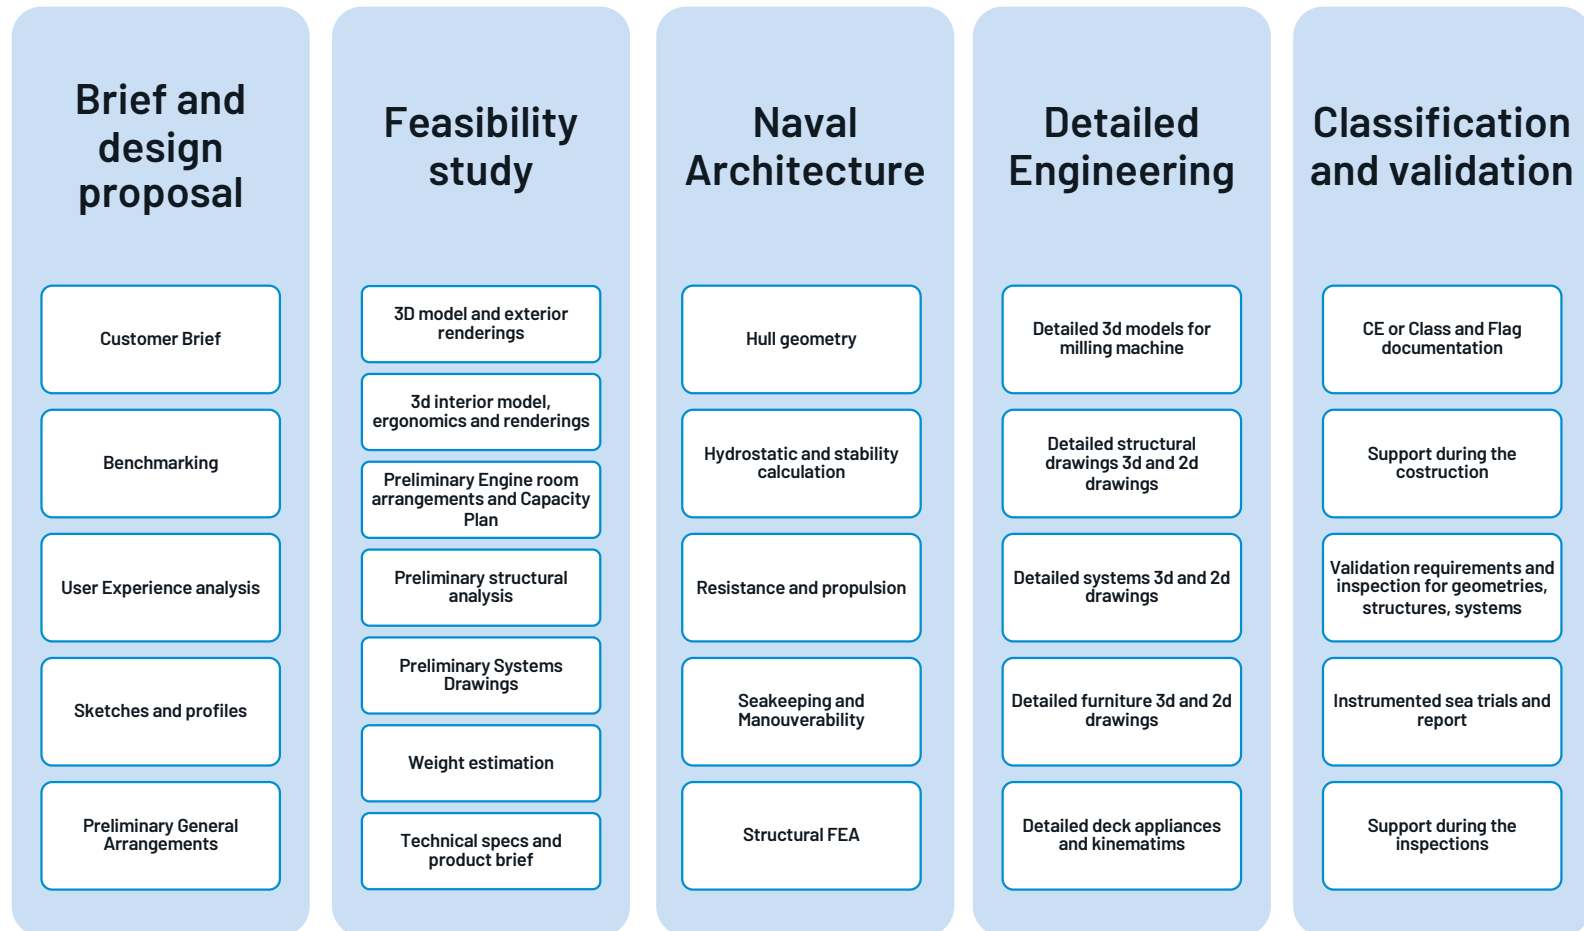 Brief and
design
proposal
Customer Brief
Benchmarking
User Experience analysis
Sketches and profiles
Preliminary General
Arrangements
Feasibility
study
3D model and exterior
renderings
3d interior model,
ergonomics and renderings
Preliminary Engine room
arrangements and Capacity
Plan
Preliminary structural
analysis
Preliminary Systems
Drawings
Weight estimation
Technical specs and
product brief
Naval
Architecture
Hull geometry
Hydrostatic and stability
calculation
Resistance and propulsion
Seakeeping and
Manouverability
Structural FEA
Detailed
Engineering
Detailed 3d models for
milling machine
Detailed structural
drawings 3d and 2d
drawings
Detailed systems 3d and 2d
drawings
Detailed furniture 3d and 2d
drawings
Detailed deck appliances
and kinematims
Classification
and validation
CE or Class and Flag
documentation
Support during the
costruction
Validation requirements and
inspection for geometries,
structures, systems
Instrumented sea trials and
report
Support during the
inspections